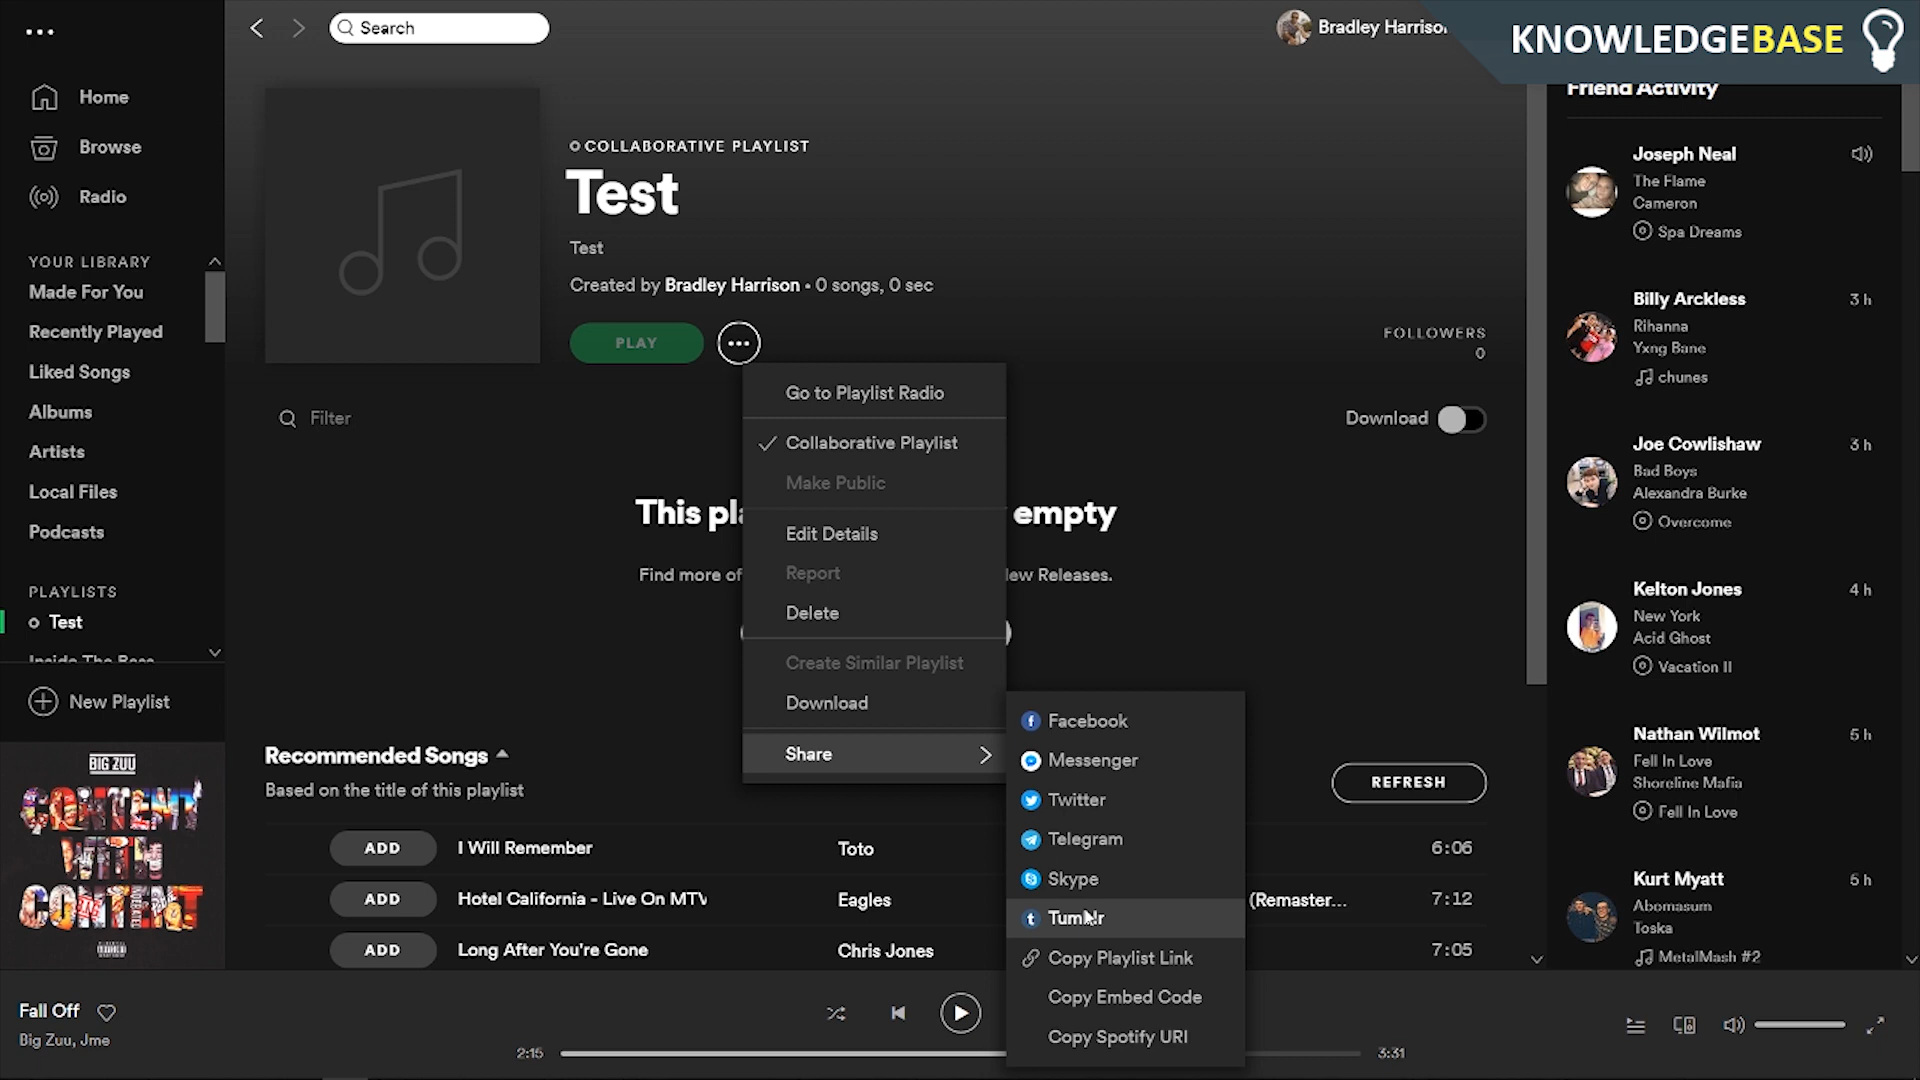 Home
Browse
Radio
YOUR LIBRARY
Made For You
Recently Played
Liked Songs
Albums
Artists
Local Files
Podcasts
PLAYLISTS
Test
Inside The Bass
New Playlist
BIG ZUU
CONTENT
WITH
CONTENT
Search
Bradley Harrison
KNOWLEDGEBASE
COLLABORATIVE PLAYLIST
Test
Test
Created by Bradley Harrison • 0 songs, 0 sec
PLAY
FOLLOWERS
0
Filter
Download
This pla
empty
Find more of
ew Releases.
Go to Playlist Radio
Collaborative Playlist
Make Public
Edit Details
Report
Delete
Create Similar Playlist
Download
Share
Facebook
Messenger
Twitter
Telegram
Skype
Tumblr
Copy Playlist Link
Copy Embed Code
Copy Spotify URI
Recommended Songs
Based on the title of this playlist
REFRESH
ADD I Will Remember Toto 6:06
ADD Hotel California - Live On MTV Eagles (Remaster... 7:12
ADD Long After You're Gone Chris Jones 7:05
Friend Activity
Joseph Neal
The Flame
Cameron
Spa Dreams
Billy Arckless 3 h
Rihanna
Yxng Bane
chunes
Joe Cowlishaw 3 h
Bad Boys
Alexandra Burke
Overcome
Kelton Jones 4 h
New York
Acid Ghost
Vacation II
Nathan Wilmot 5 h
Fell In Love
Shoreline Mafia
Fell In Love
Kurt Myatt 5 h
Abomasum
Toska
MetalMash #2
Fall Off
Big Zuu, Jme
2:15
3:31